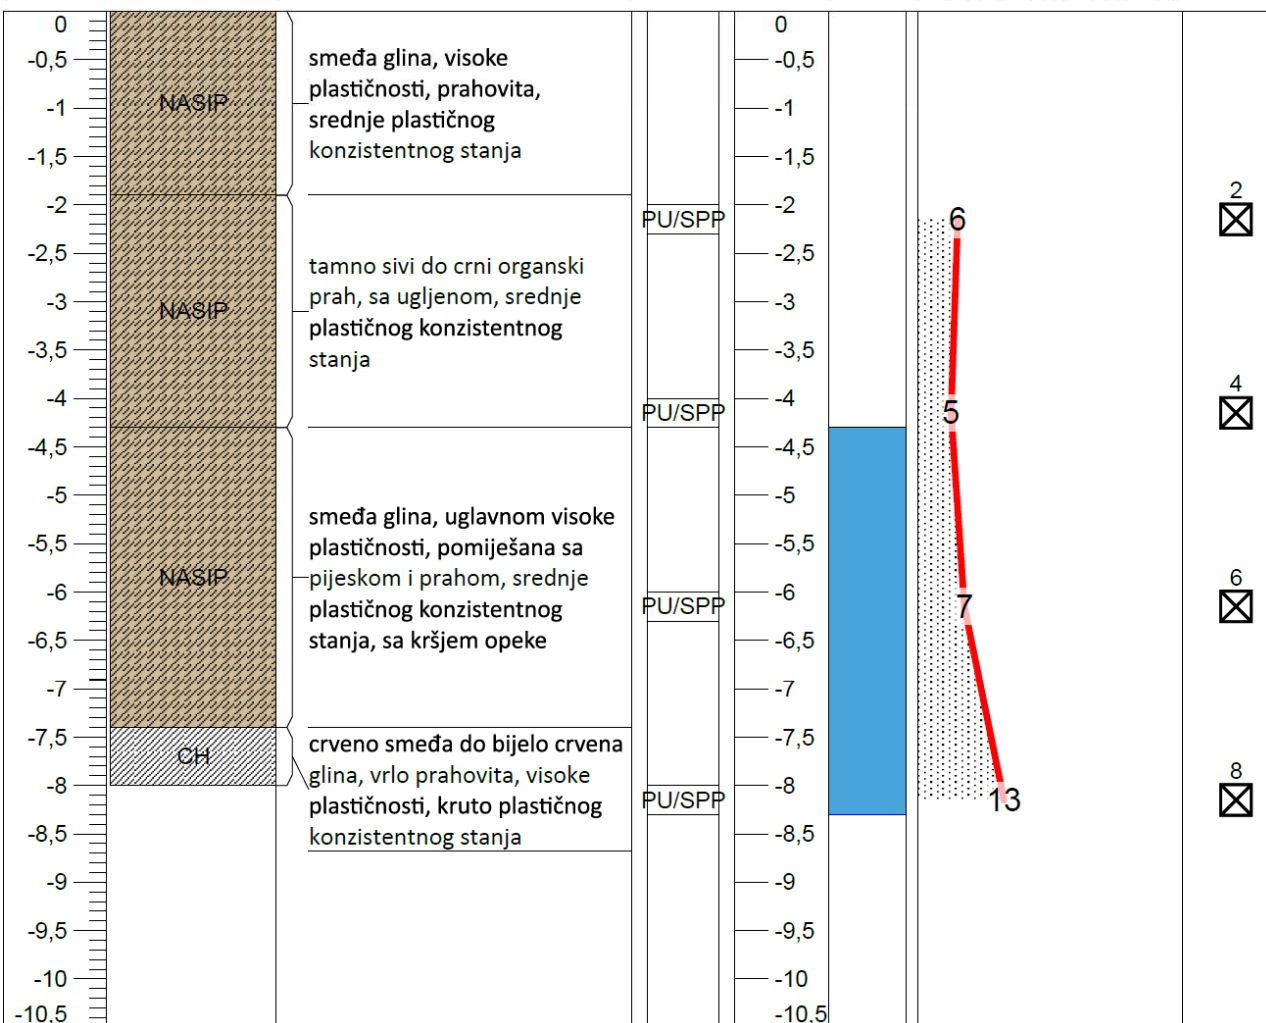 0
-0,5
-1
-1,5
-2
-2,5
-3
-3,5
-4
-4,5
-5
-5,5
-6
-6,5
-7
-7,5
-8
-8,5
-9
-9,5
-10
-10,5
NASIP
NASIP
NASIP
CH
smeđa glina, visoke
plastičnosti, prahovita,
srednje plastičnog
konzistentnog stanja
tamno sivi do crni organski
prah, sa ugljenom, srednje
plastičnog konzistentnog
stanja
smeđa glina, uglavnom visoke
plastičnosti, pomiješana sa
pijeskom i prahom, srednje
plastičnog konzistentnog
stanja, sa kršjem opeke
crveno smeđa do bijelo crvena
glina, vrlo prahovita, visoke
plastičnosti, kruto plastičnog
konzistentnog stanja
PU/SPP
PU/SPP
PU/SPP
PU/SPP
0
-0,5
-1
-1,5
-2
-2,5
-3
-3,5
-4
-4,5
-5
-5,5
-6
-6,5
-7
-7,5
-8
-8,5
-9
-9,5
-10
-10,5
6
5
7
13
2
4
6
8